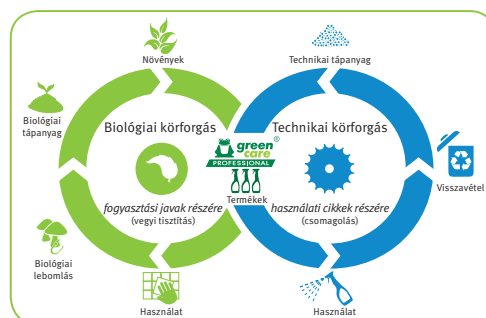 Növények
Technikai tápanyag
Biológiai
tápanyag
Biológiai körforgás
Technikai körforgás
green
care
®
PROFESSIONAL
Visszavétel
Termékek
fogyasztási javak részére
(vegyi tisztítás)
használati cikkek részére
(csomagolás)
Biológiai
lebomlás
Használat
Használat